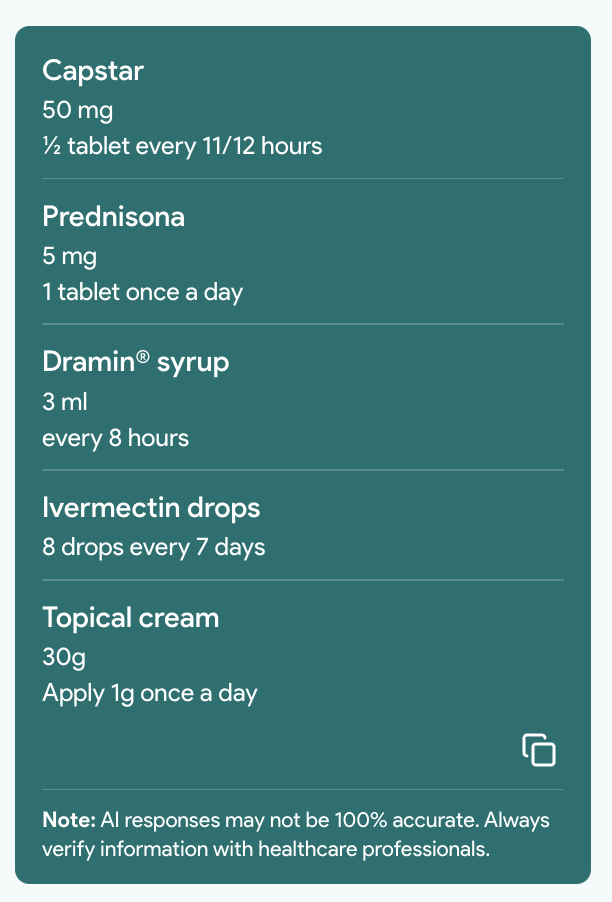 Capstar
50 mg
½ tablet every 11/12 hours
Prednisona
5 mg
1 tablet once a day
Dramin® syrup
3 ml
every 8 hours
Ivermectin drops
8 drops every 7 days
Topical cream
30g
Apply 1g once a day
Note: AI responses may not be 100% accurate. Always
verify information with healthcare professionals.